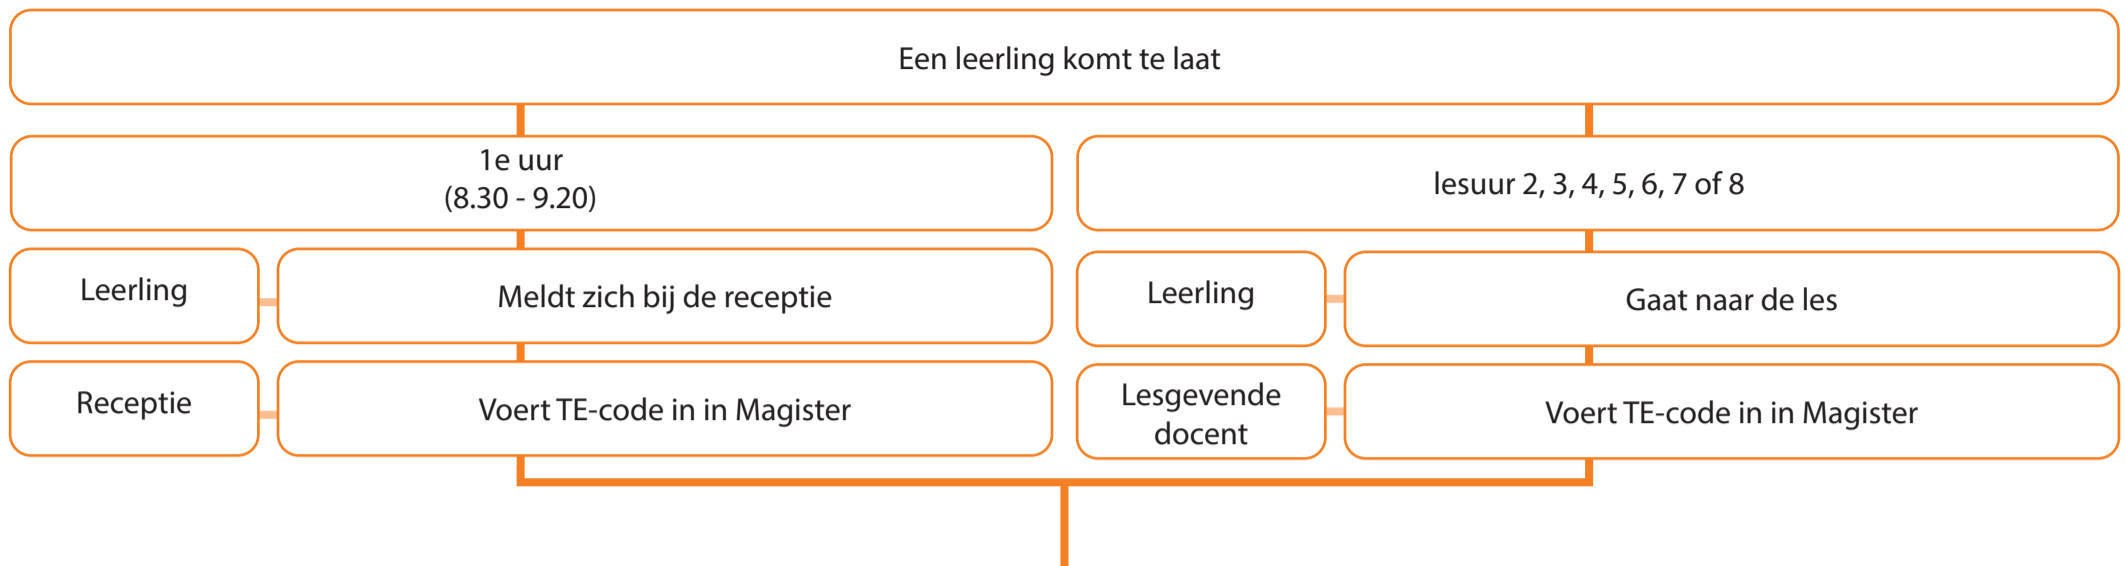 Een leerling komt te laat
1e uur
(8.30 - 9.20)
lesuur 2, 3, 4, 5, 6, 7 of 8
Leerling
Meldt zich bij de receptie
Leerling
Gaat naar de les
Receptie
Voert TE-code in in Magister
Lesgevende
docent
Voert TE-code in in Magister